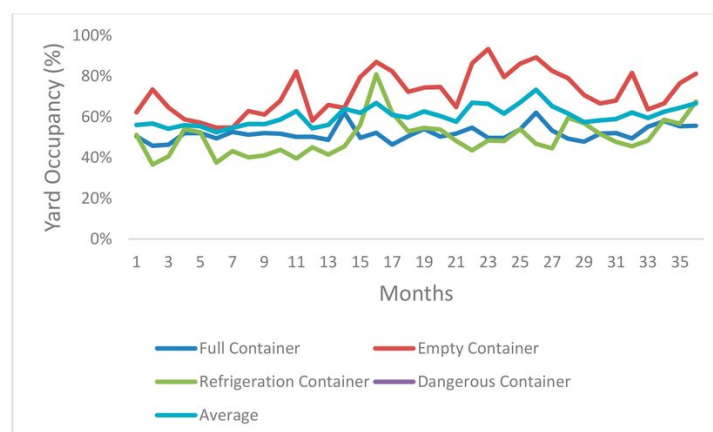 100%
80%
60%
40%
20%
0%
Yard Occupancy (%)
1 3 5 7 9 11 13 15 17 19 21 23 25 27 29 31 33 35
Months
Full Container Empty Container
Refrigeration Container Dangerous Container
Average